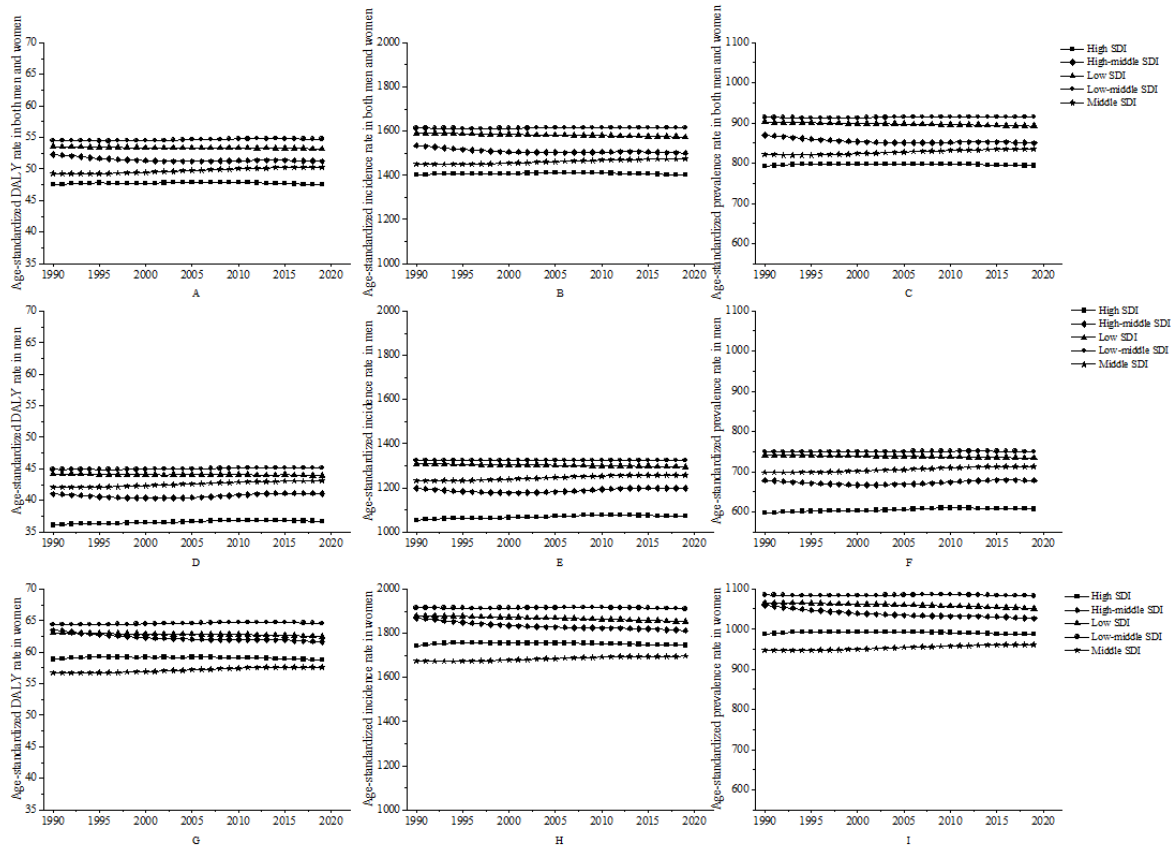 Age-standardized DALY rate in both men and women
70
65
60
55
50
45
40
35
1990 1995 2000 2005 2010 2015 2020
A
Age-standardized incidence rate in both men and women
2000
1800
1600
1400
1200
1000
1990 1995 2000 2005 2010 2015 2020
B
Age-standardized prevalence rate in both men and women
1100
1000
900
800
700
600
1990 1995 2000 2005 2010 2015 2020
C
High SDI
High-middle SDI
Low SDI
Low-middle SDI
Middle SDI
Age-standardized DALY rate in men
70
65
60
55
50
45
40
35
1990 1995 2000 2005 2010 2015 2020
D
Age-standardized incidence rate in men
2000
1800
1600
1400
1200
1000
1990 1995 2000 2005 2010 2015 2020
E
Age-standardized prevalence rate in men
1100
1000
900
800
700
600
1990 1995 2000 2005 2010 2015 2020
F
High SDI
High-middle SDI
Low SDI
Low-middle SDI
Middle SDI
Age-standardized DALY rate in women
70
65
60
55
50
45
40
35
1990 1995 2000 2005 2010 2015 2020
G
Age-standardized incidence rate in women
2000
1800
1600
1400
1200
1000
1990 1995 2000 2005 2010 2015 2020
H
Age-standardized prevalence rate in women
1100
1000
900
800
700
600
1990 1995 2000 2005 2010 2015 2020
I
High SDI
High-middle SDI
Low SDI
Low-middle SDI
Middle SDI